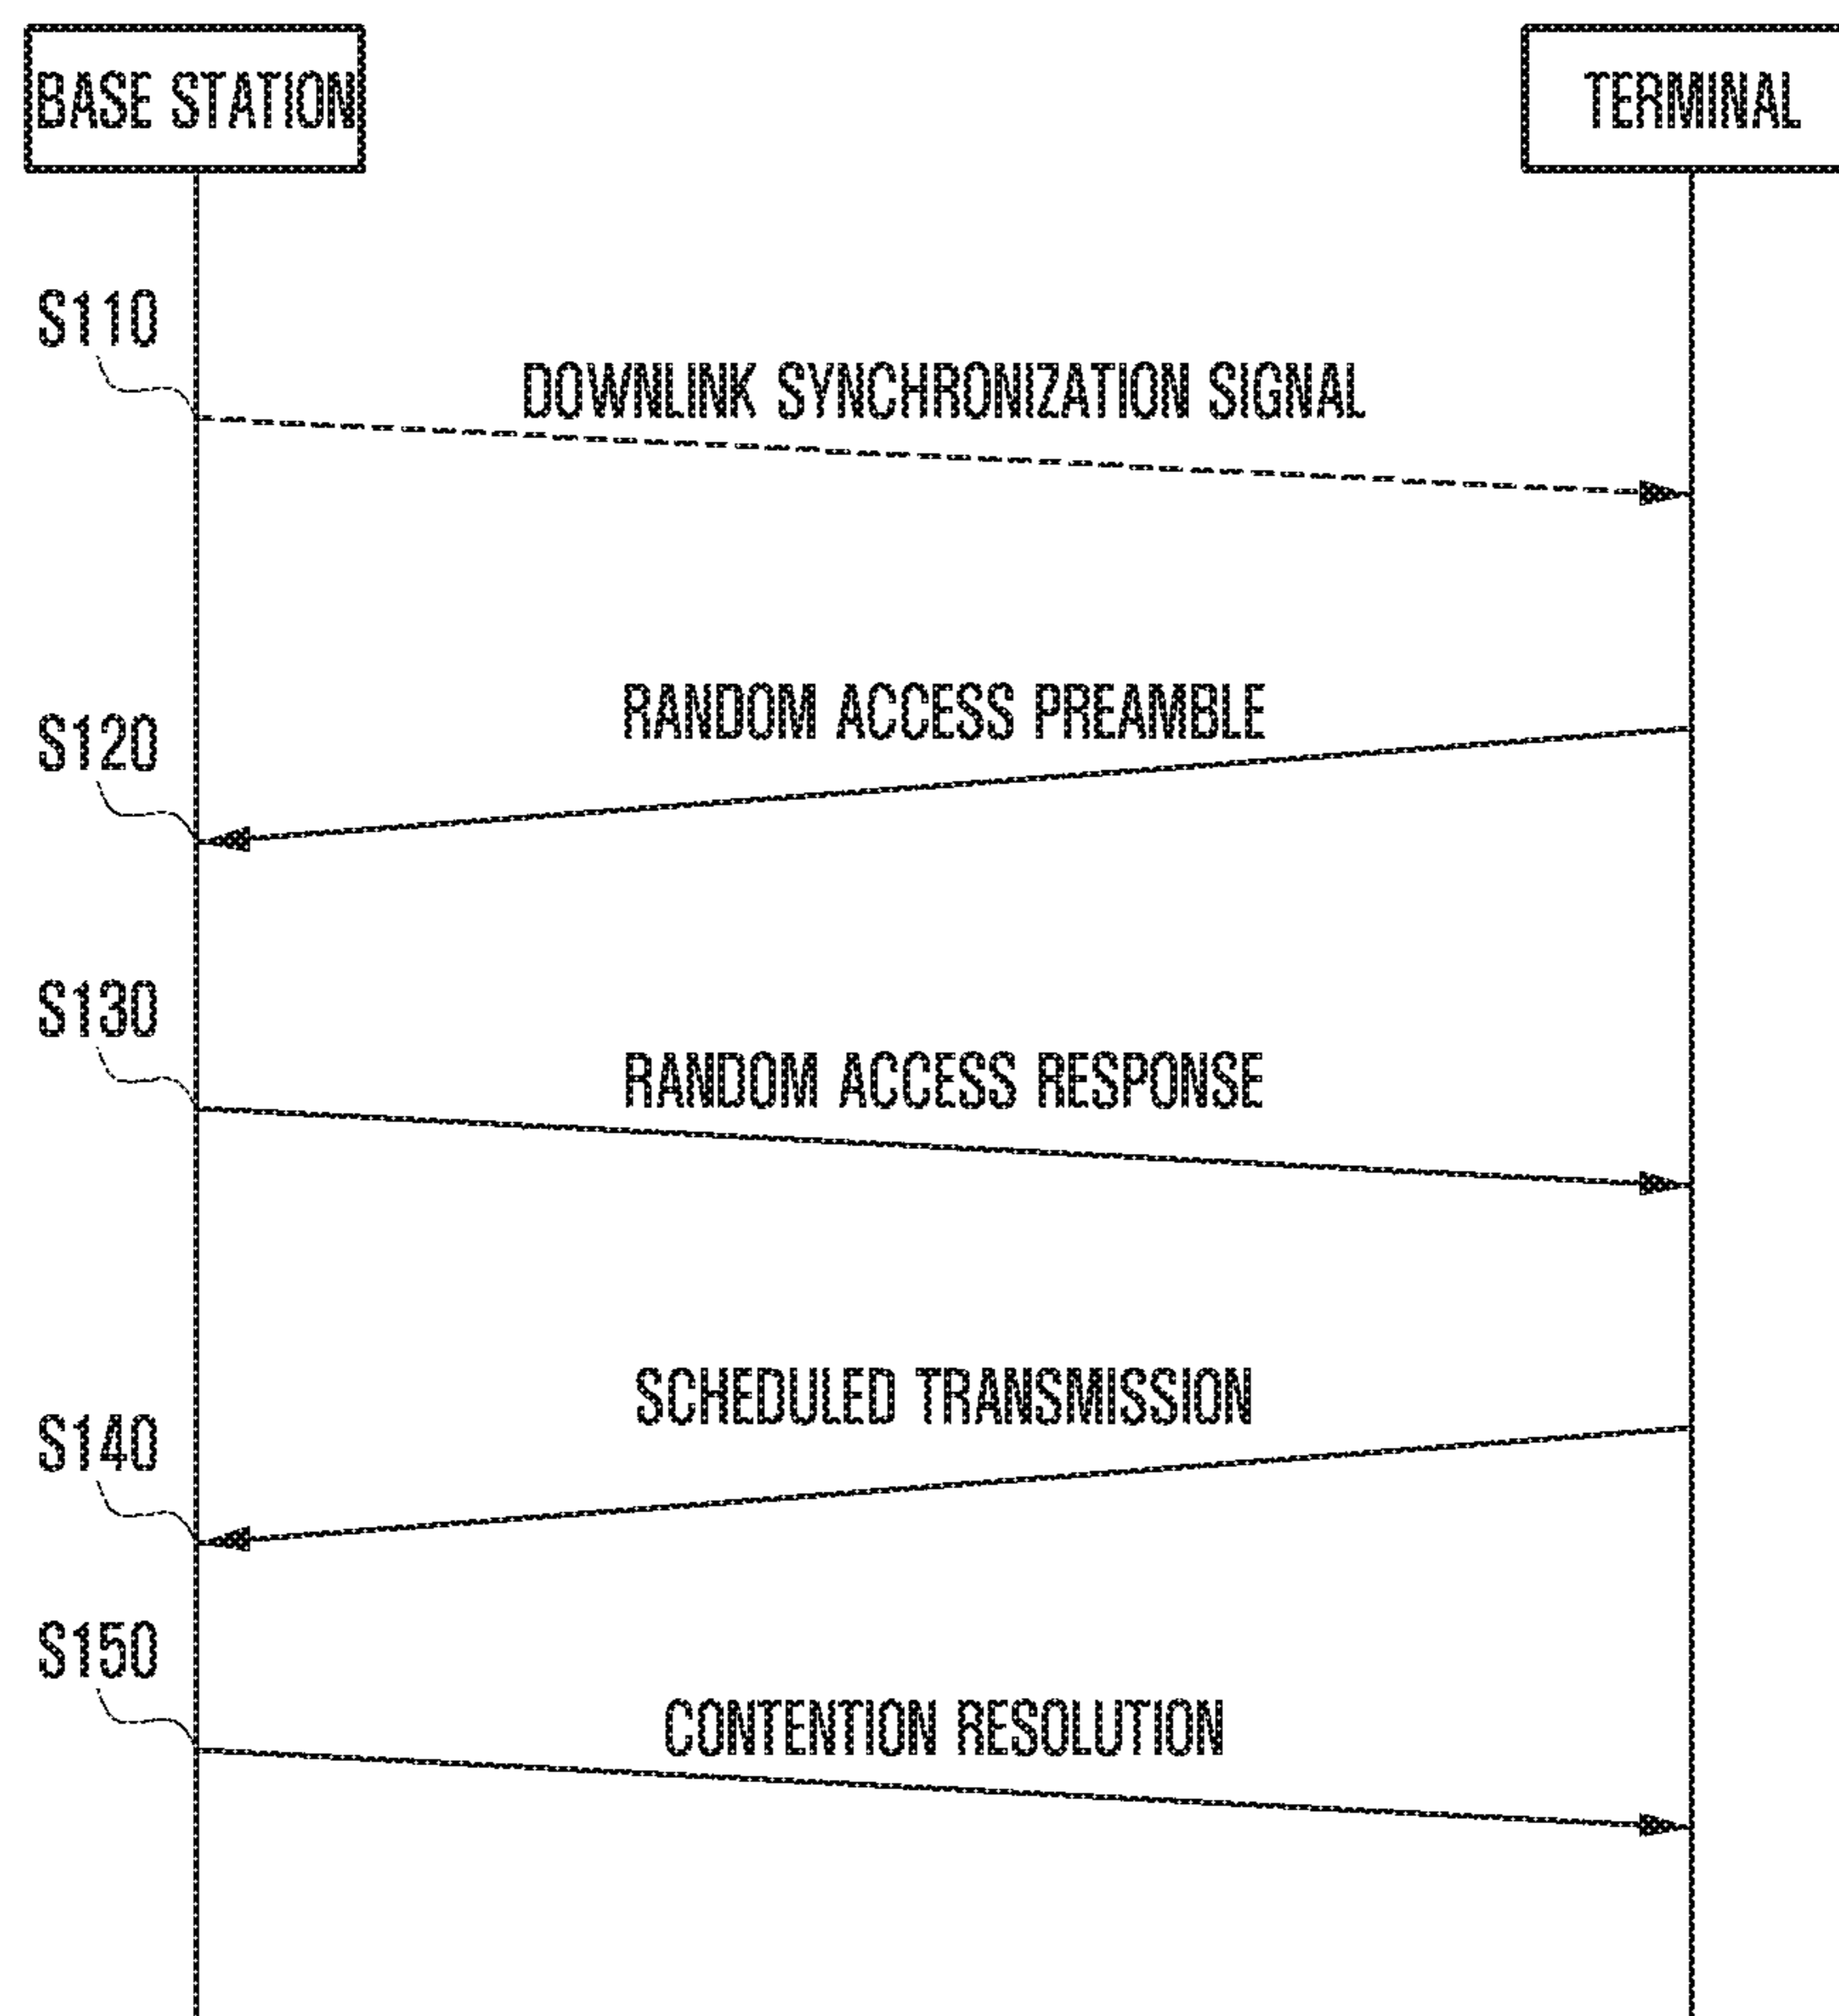 BASE STATION
TERMINAL
S110
DOWNLINK SYNCHRONIZATION SIGNAL
RANDOM ACCESS PREAMBLE
S120
S130
RANDOM ACCESS RESPONSE
SCHEDULED TRANSMISSION
S140
S150
CONTENTION RESOLUTION